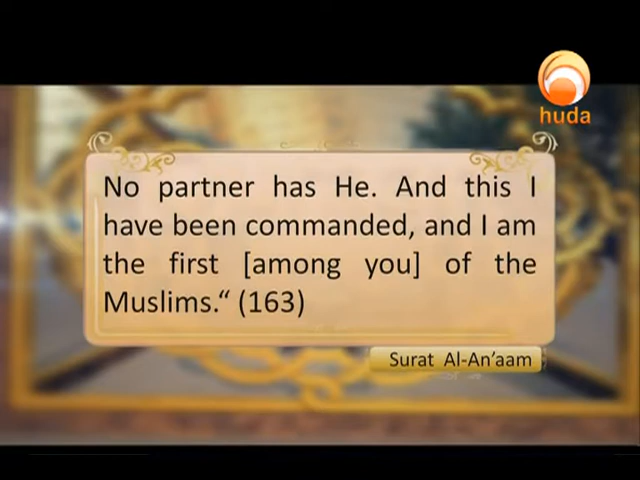 huda
No partner has He. And this I
have been commanded, and I am
the first [among you] of the
Muslims.“ (163)
Surat Al-An’aam